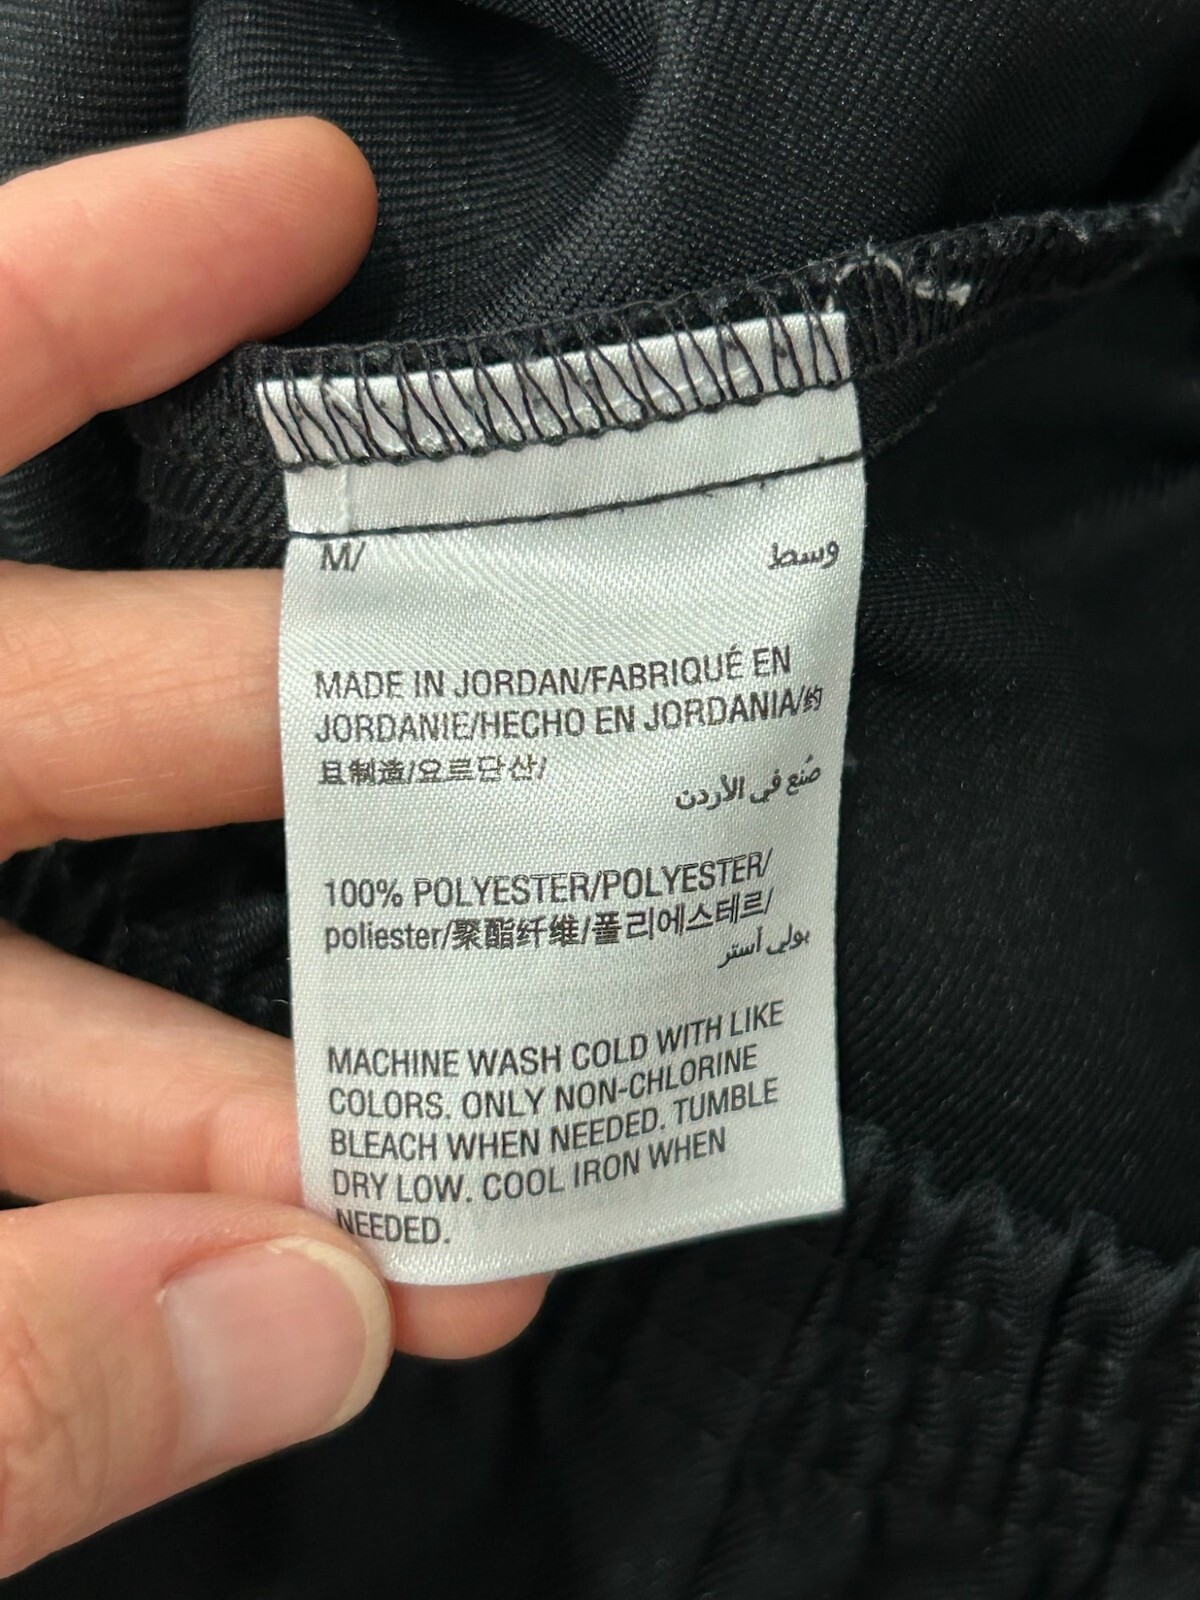 M/ وسط
MADE IN JORDAN/FABRIQUÉ EN
JORDANIE/HECHO EN JORDANIA/约
旦制造/요르단산/
صُنع في الأردن
100% POLYESTER/POLYESTER/
poliester/聚酯纤维/폴리에스테르/
بولي أستر
MACHINE WASH COLD WITH LIKE
COLORS. ONLY NON-CHLORINE
BLEACH WHEN NEEDED. TUMBLE
DRY LOW. COOL IRON WHEN
NEEDED.